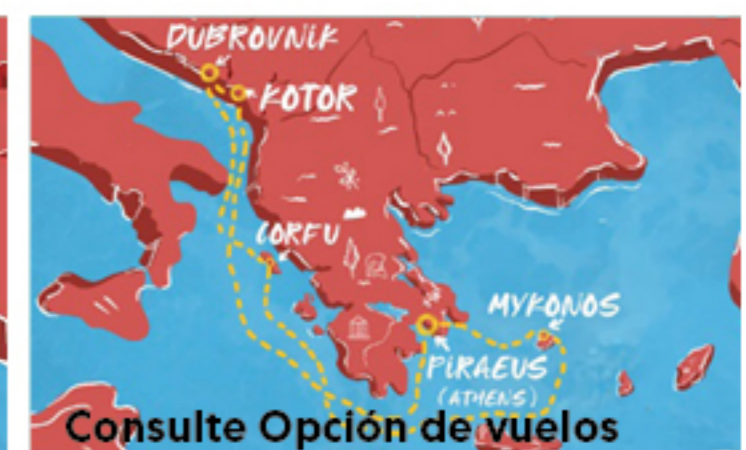 DUBROVNIK
KOTOR
CORFU
MYKONOS
PIRAEUS
(ATHENS)
Consulte Opción de vuelos